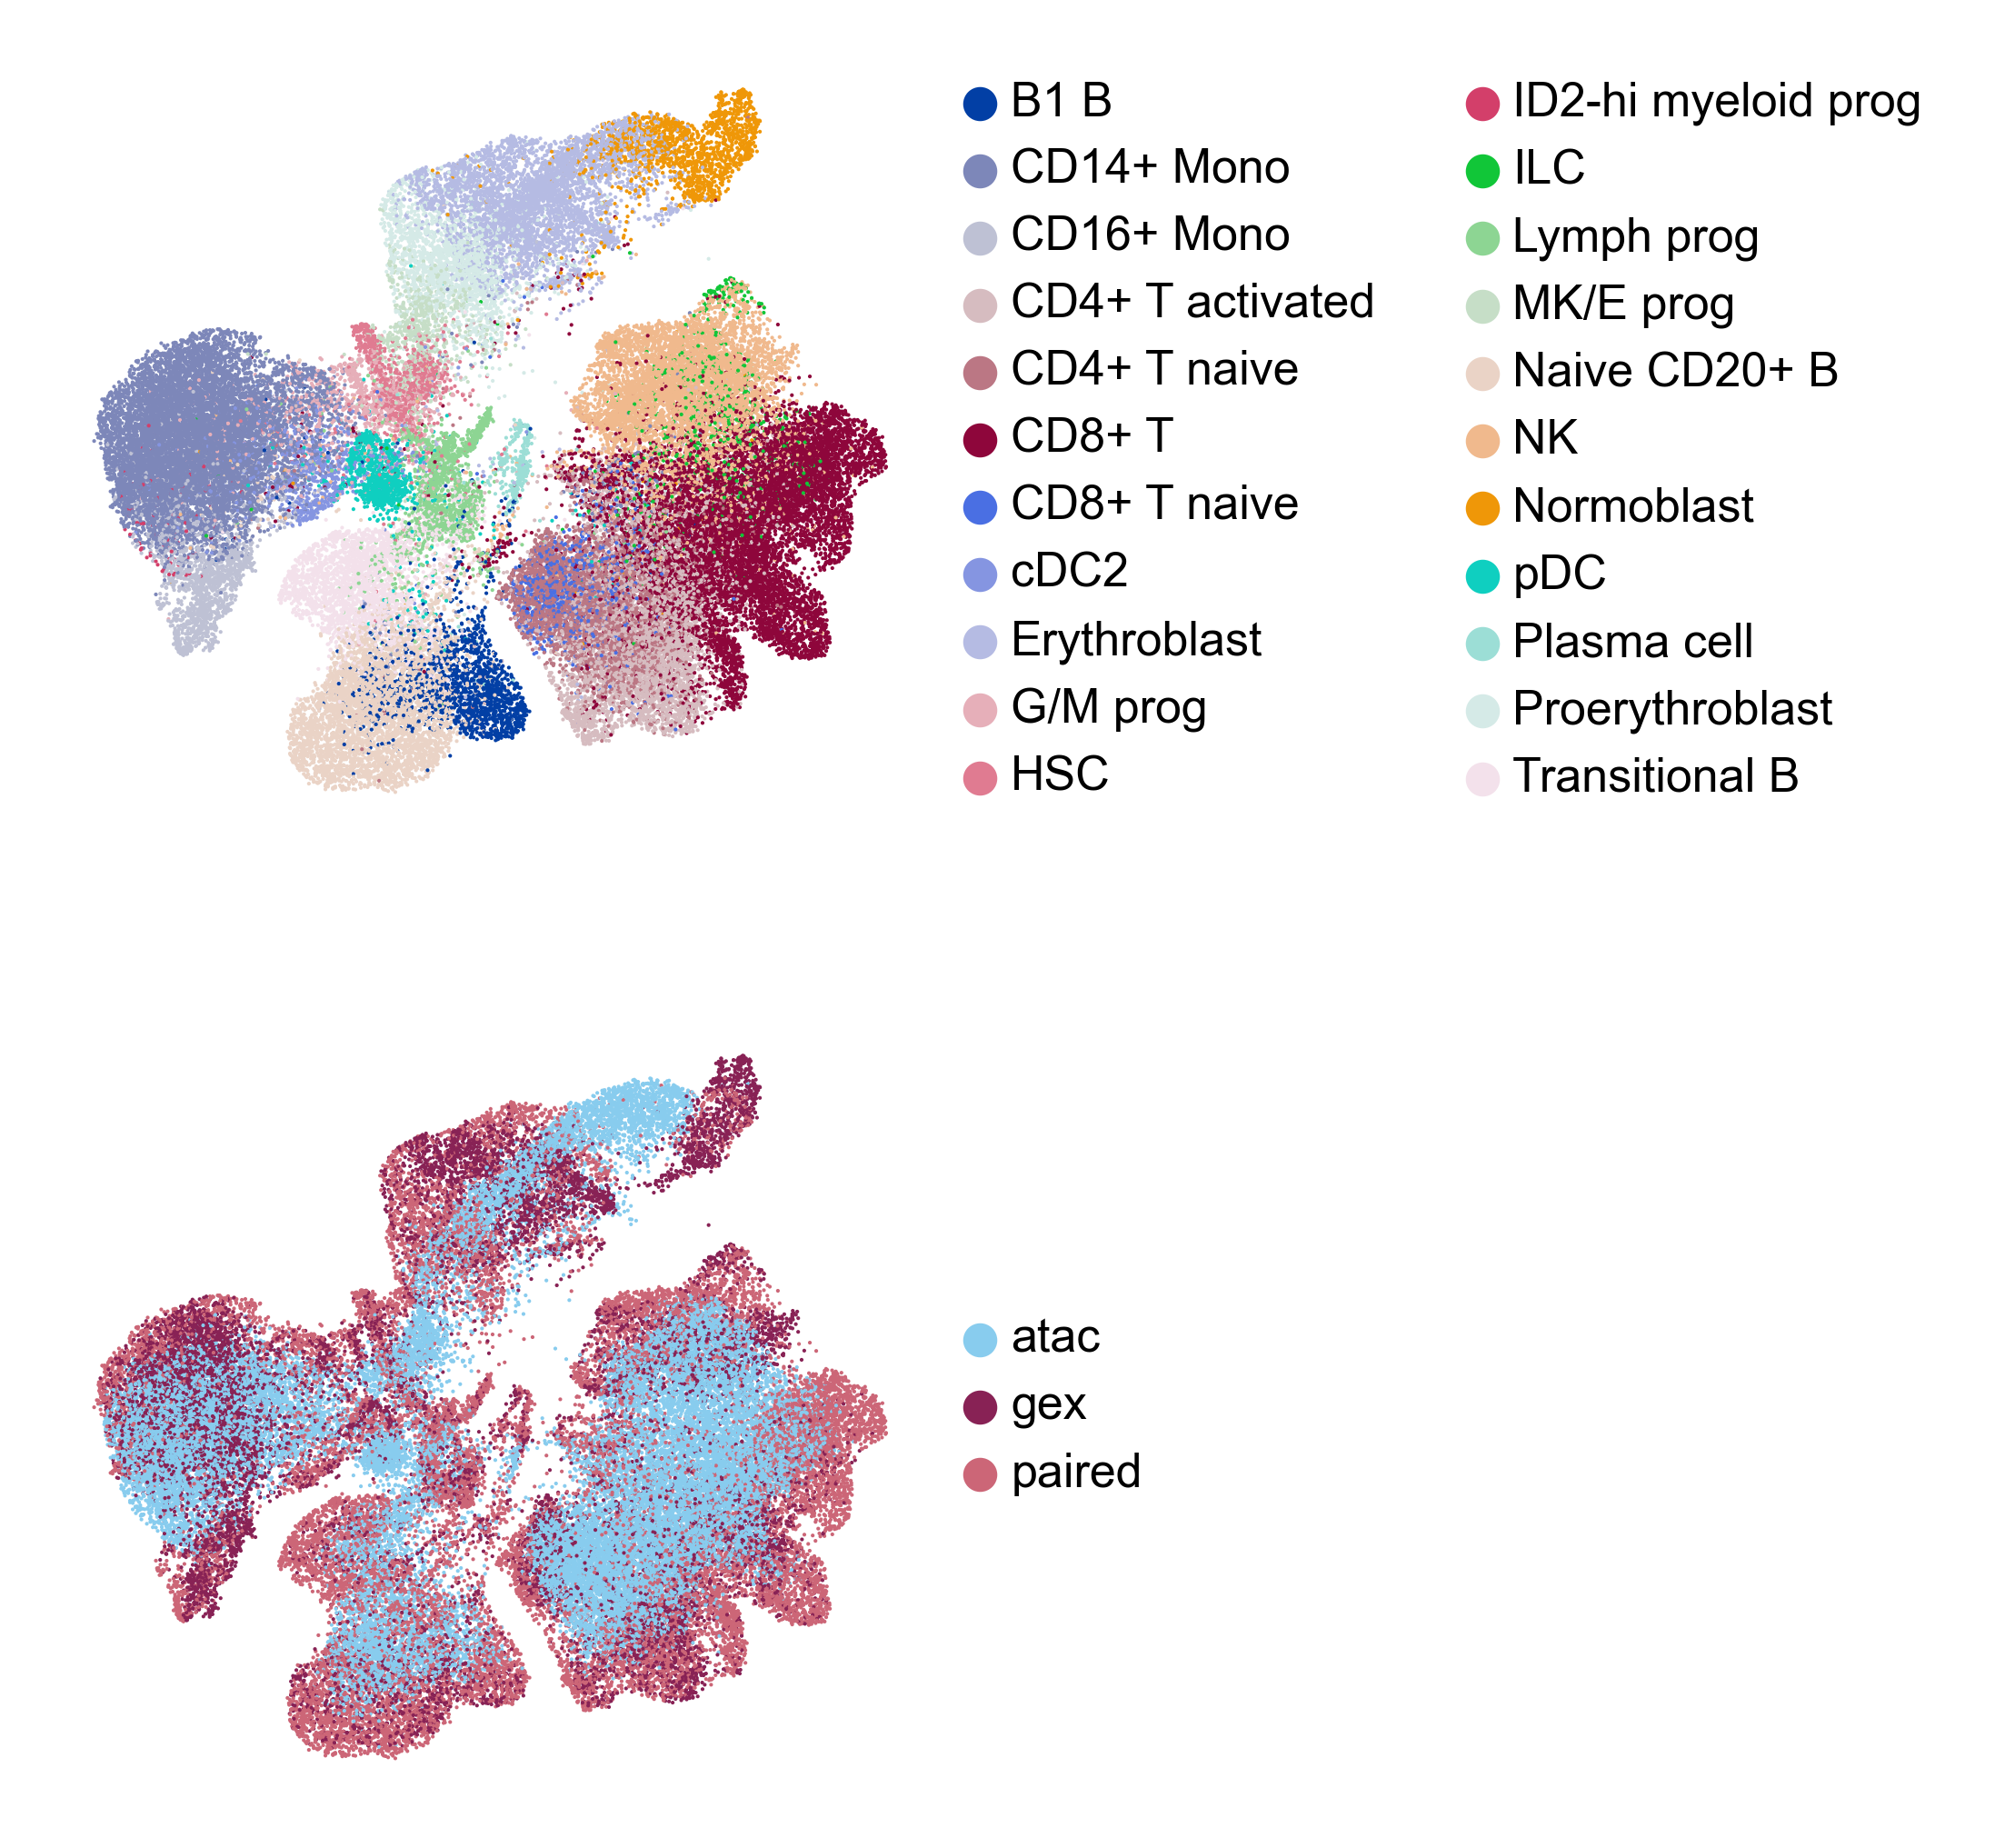 B1 B
CD14+ Mono
CD16+ Mono
CD4+ T activated
CD4+ T naive
CD8+ T
CD8+ T naive
cDC2
Erythroblast
G/M prog
HSC
ID2-hi myeloid prog
ILC
Lymph prog
MK/E prog
Naive CD20+ B
NK
Normoblast
pDC
Plasma cell
Proerythroblast
Transitional B
atac
gex
paired